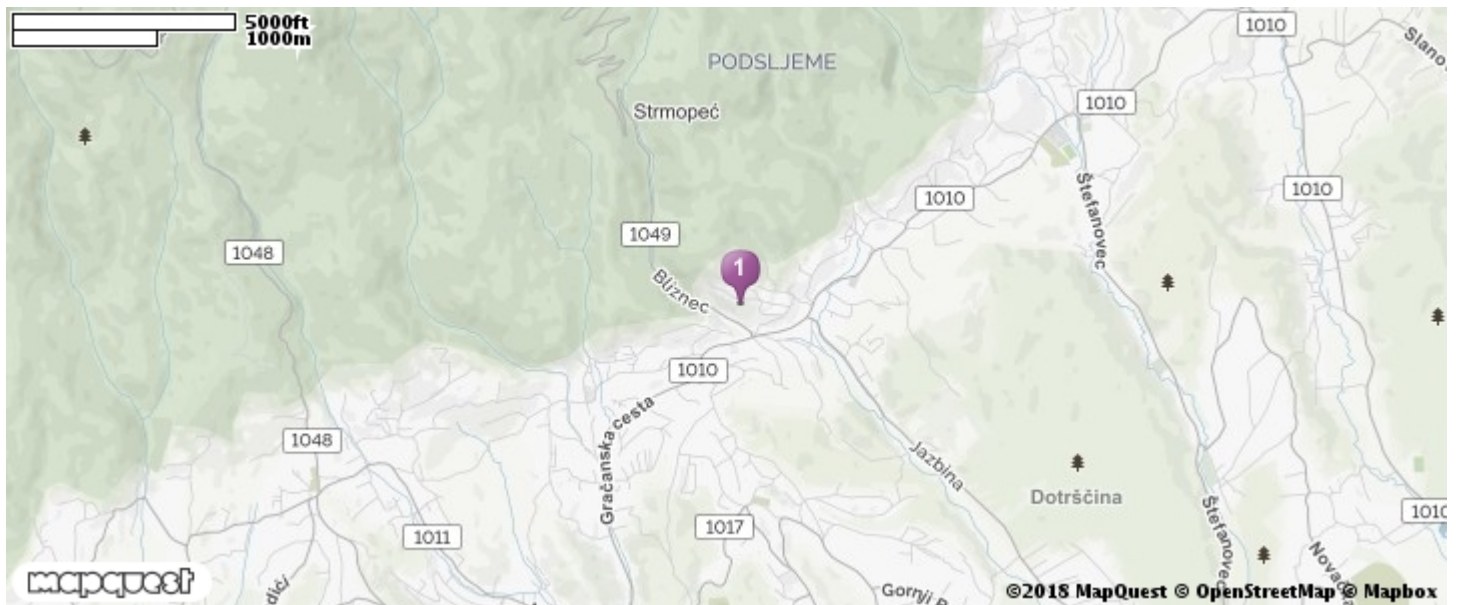 5000ft
1000m
PODSLJEME
Strmopeć
1010
1010
1010
1010
1049
1048
Bliznec
1
Štefanovec
1010
Gračanska cesta
1048
Jazbina
Dotrščina
1017
1011
Štefanovec
1010
mapquest
©2018 MapQuest © OpenStreetMap © Mapbox